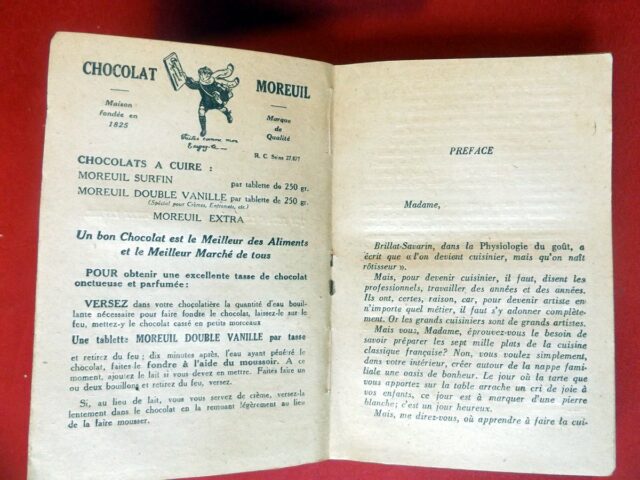 CHOCOLAT MOREUIL
Maison
fondée en
1825
Marque
de
Qualité
Faites comme moi
R. C. Seine 27.877
CHOCOLATS A CUIRE :
MOREUIL SURFIN par tablette de 250 gr.
MOREUIL DOUBLE VANILLE par tablette de 250 gr.
(Spécial pour Crèmes, Entremets, etc.)
MOREUIL EXTRA
Un bon Chocolat est le Meilleur des Aliments
et le Meilleur Marché de tous
POUR obtenir une excellente tasse de chocolat
onctueuse et parfumée :
VERSEZ dans votre chocolatière la quantité d'eau bouil-
lante nécessaire pour faire fondre le chocolat, laissez-le sur le
feu, mettez-y le chocolat cassé en petits morceaux
Une tablette MOREUIL DOUBLE VANILLE par tasse
et retirez du feu ; dix minutes après, l'eau ayant pénétré le
chocolat, faites-le fondre à l'aide du moussoir. A ce
moment, ajoutez le lait si vous devez en mettre. Faites faire un
ou deux bouillons et retirez du feu, versez.
Si, au lieu de lait, vous vous servez de crème, versez-la
lentement dans le chocolat en la remuant légèrement au lieu
de la faire mousser.
PREFACE
Madame,
Brillat-Savarin, dans la Physiologie du goût, a
écrit que « l'on devient cuisinier, mais qu'on naît
rôtisseur ».
Mais, pour devenir cuisinier, il faut, disent les
professionnels, travailler des années et des années.
Ils ont, certes, raison, car, pour devenir artiste en
n'importe quel métier, il faut s'y adonner complète-
ment. Or les grands cuisiniers sont de grands artistes.
Mais vous, Madame, éprouvez-vous le besoin de
savoir préparer les sept mille plats de la cuisine
classique française? Non, vous voulez simplement,
dans votre intérieur, créer autour de la nappe fami-
liale une oasis de bonheur. Le jour où la tarte que
vous apportez sur la table arrache un cri de joie à
vos enfants, ce jour est à marquer d'une pierre
blanche; c'est un jour heureux.
Mais, me direz-vous, où apprendre à faire la cui-